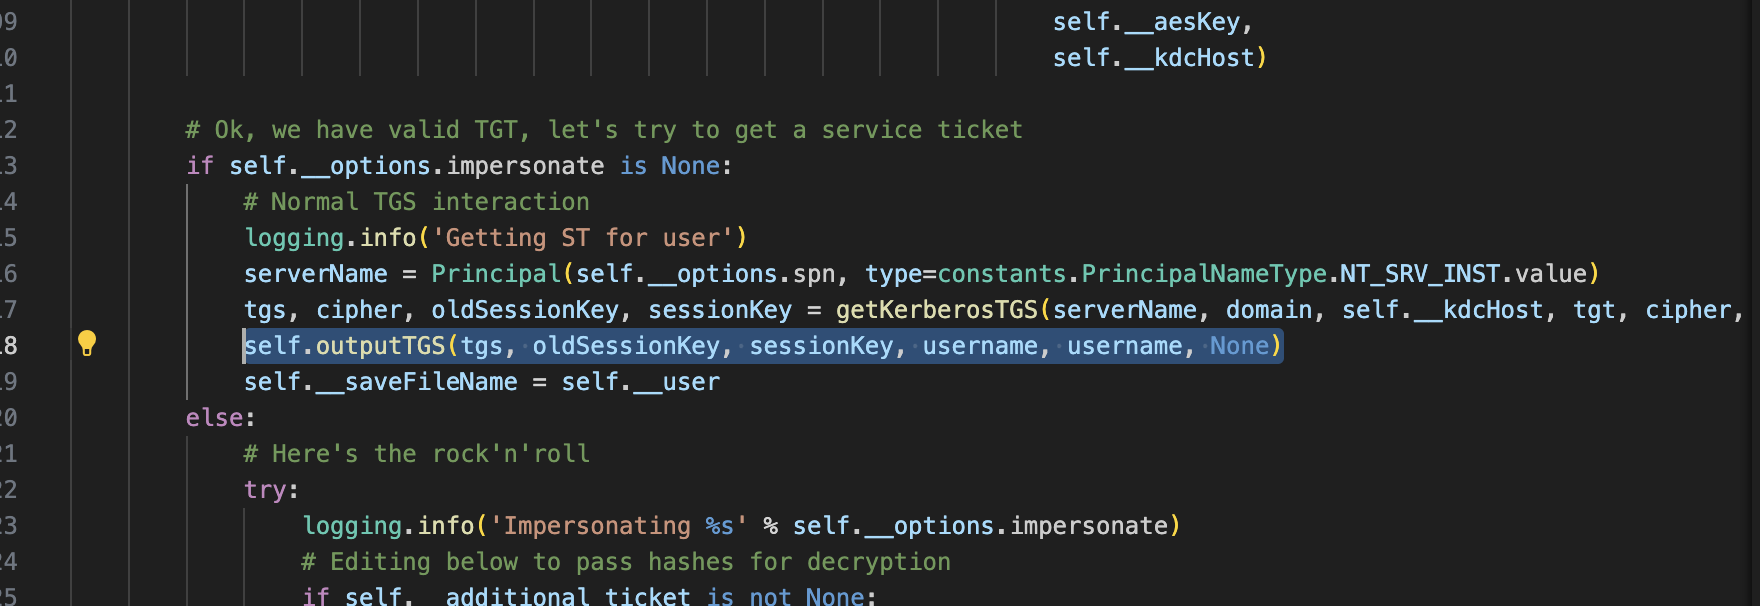 09 self.__aesKey,
10 self.__kdcHost)
11
12 # Ok, we have valid TGT, let's try to get a service ticket
13 if self.__options.impersonate is None:
14 # Normal TGS interaction
15 logging.info('Getting ST for user')
16 serverName = Principal(self.__options.spn, type=constants.PrincipalNameType.NT_SRV_INST.value)
17 tgs, cipher, oldSessionKey, sessionKey = getKerberosTGS(serverName, domain, self.__kdcHost, tgt, cipher,
18 self.outputTGS(tgs, oldSessionKey, sessionKey, username, username, None)
19 self.__saveFileName = self.__user
20 else:
21 # Here's the rock'n'roll
22 try:
23 logging.info('Impersonating %s' % self.__options.impersonate)
24 # Editing below to pass hashes for decryption
25 if self.__additional_ticket is not None: